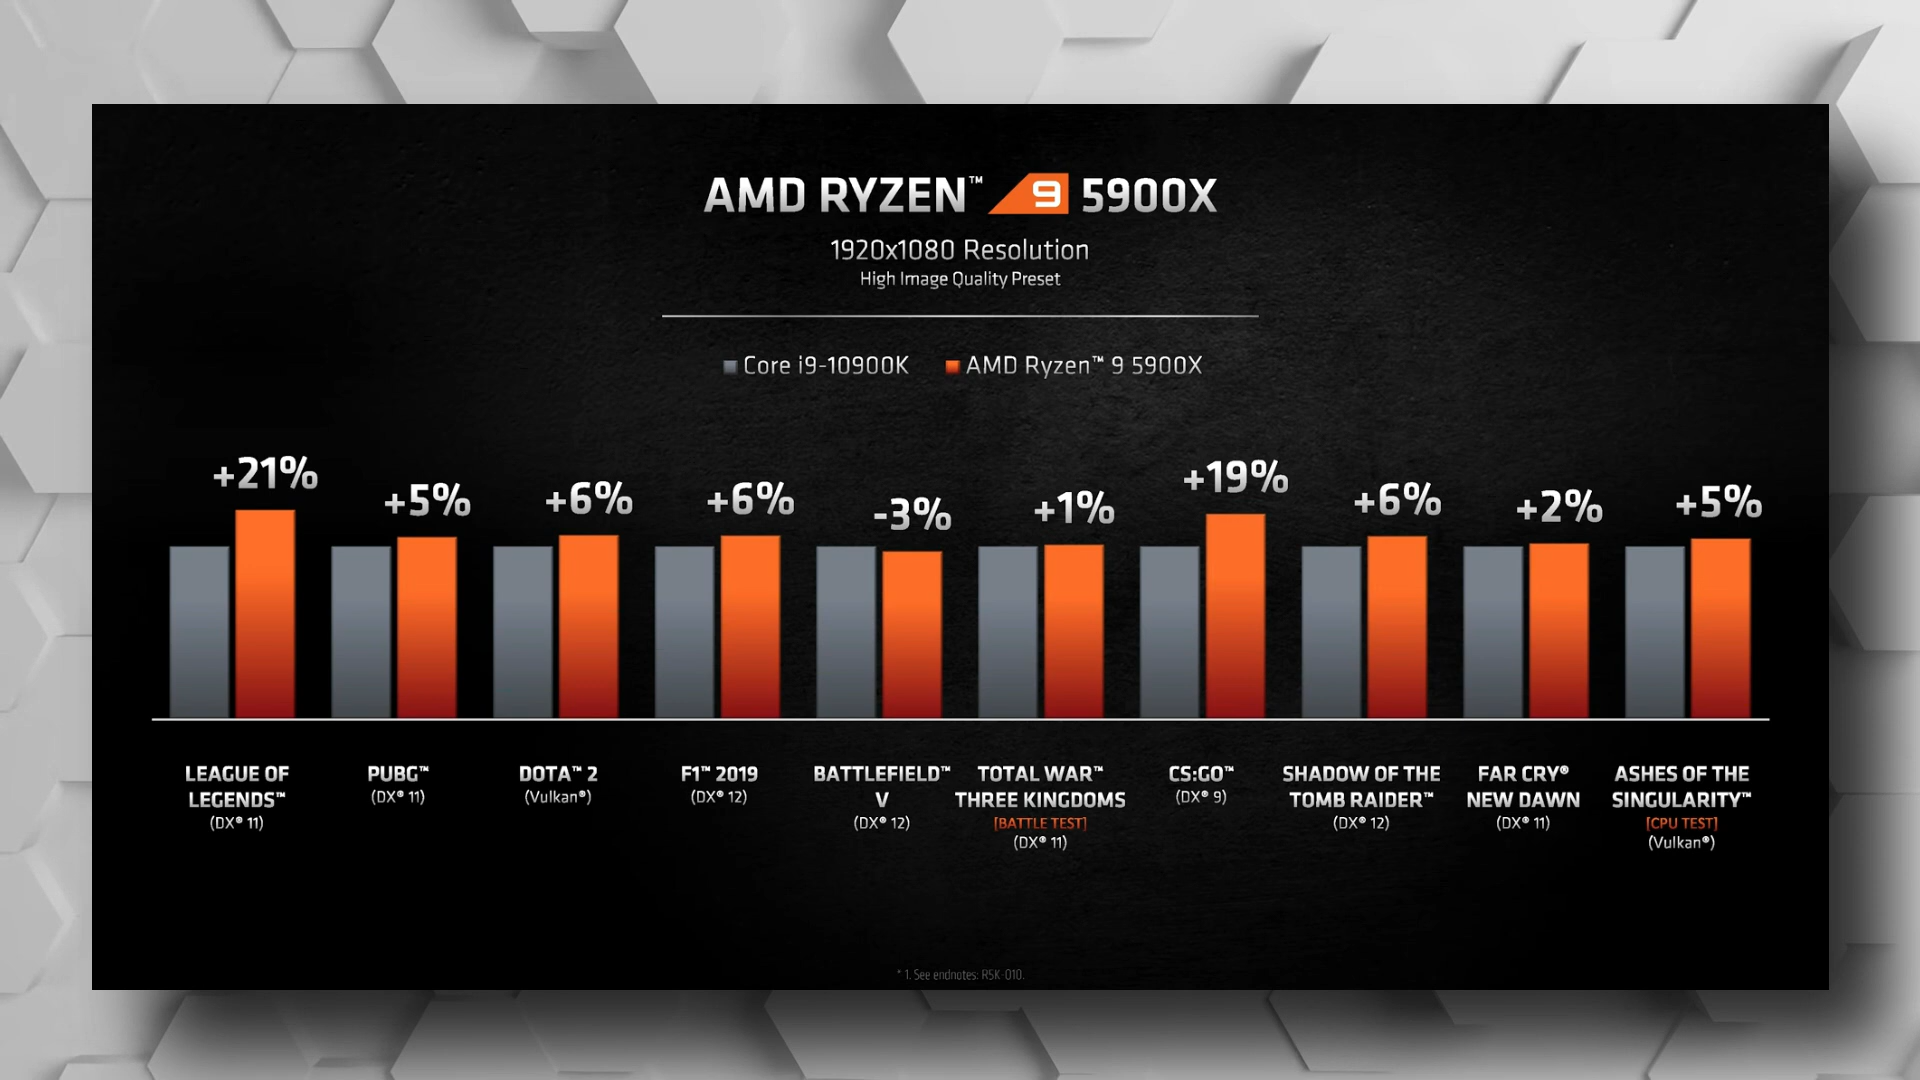 AMD RYZEN™ 9 5900X
1920x1080 Resolution
High Image Quality Preset
Core i9-10900K AMD Ryzen™ 9 5900X
+21% +5% +6% +6% -3% +1% +19% +6% +2% +5%
LEAGUE OF
LEGENDS™
(DX® 11)
PUBG™
(DX® 11)
DOTA™ 2
(Vulkan®)
F1™ 2019
(DX® 12)
BATTLEFIELD™
V
(DX® 12)
TOTAL WAR™
THREE KINGDOMS
[BATTLE TEST]
(DX® 11)
CS:GO™
(DX® 9)
SHADOW OF THE
TOMB RAIDER™
(DX® 12)
FAR CRY®
NEW DAWN
(DX® 11)
ASHES OF THE
SINGULARITY™
[CPU TEST]
(Vulkan®)
* 1. See endnotes: R5K-010.